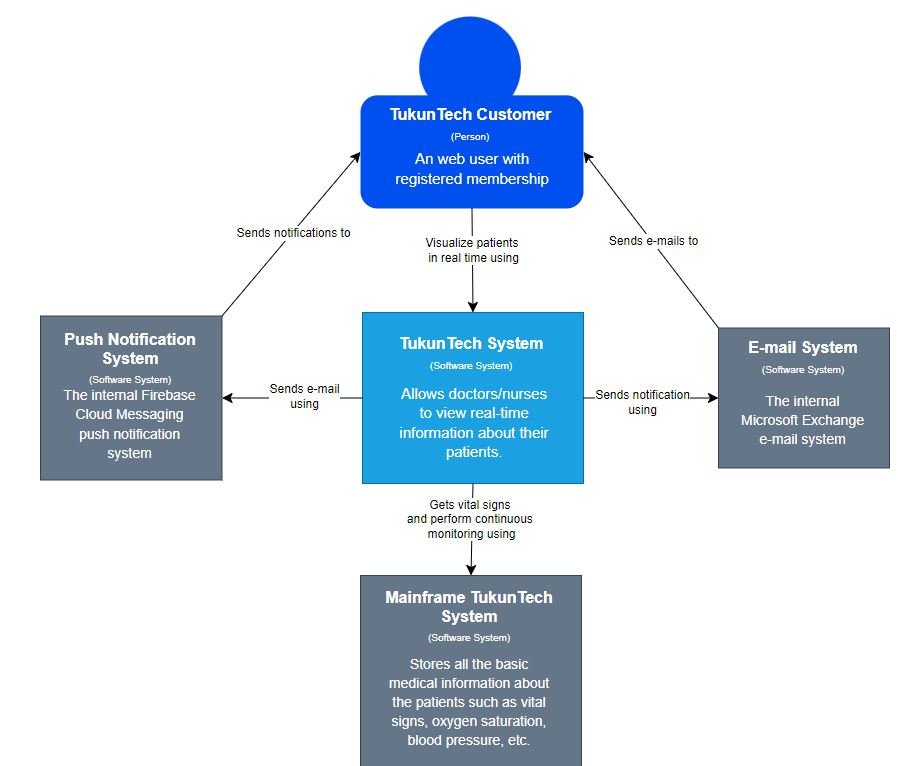 TukunTech Customer
(Person)
An web user with
registered membership
Sends notifications to
Visualize patients
in real time using
Sends e-mails to
Push Notification
System
(Software System)
The internal Firebase
Cloud Messaging
push notification
system
Sends e-mail
using
TukunTech System
(Software System)
Allows doctors/nurses
to view real-time
information about their
patients.
Sends notification
using
E-mail System
(Software System)
The internal
Microsoft Exchange
e-mail system
Gets vital signs
and perform continuous
monitoring using
Mainframe TukunTech
System
(Software System)
Stores all the basic
medical information about
the patients such as vital
signs, oxygen saturation,
blood pressure, etc.